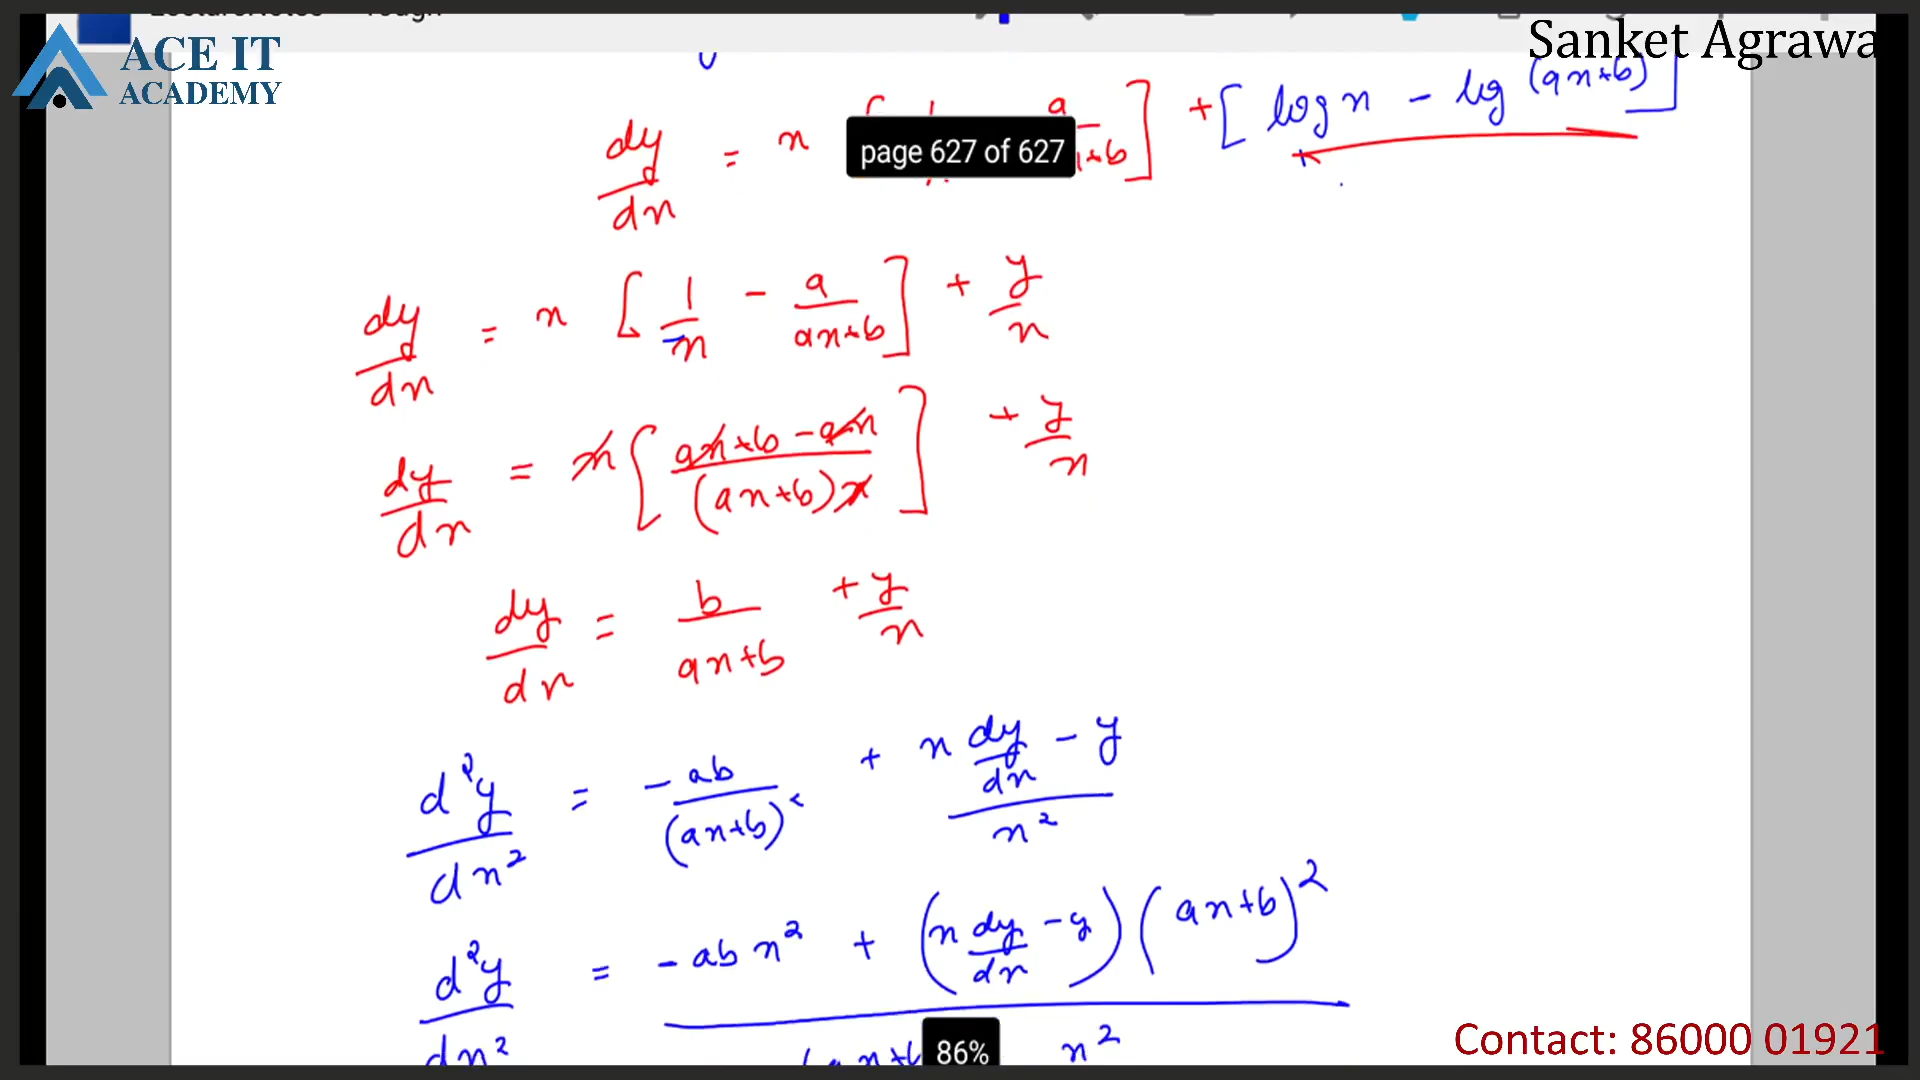 Sanket Agrawa
ACE IT
ACADEMY
dy/dx = x [ a/x+b ] + [ log x - log (ax+b) ]
page 627 of 627
dy/dx = x [ 1/x - a/(ax+b) ] + y/x
dy/dx = x [ (ax+b-ax)/((ax+b)x) ] + y/x
dy/dx = b/(ax+b) + y/x
d²y/dx² = -ab/(ax+b)² + (x dy/dx - y)/x²
d²y/dx² = -ab x² + (x dy/dx - y)(ax+b)²
x²
86%
Contact: 86000 01921